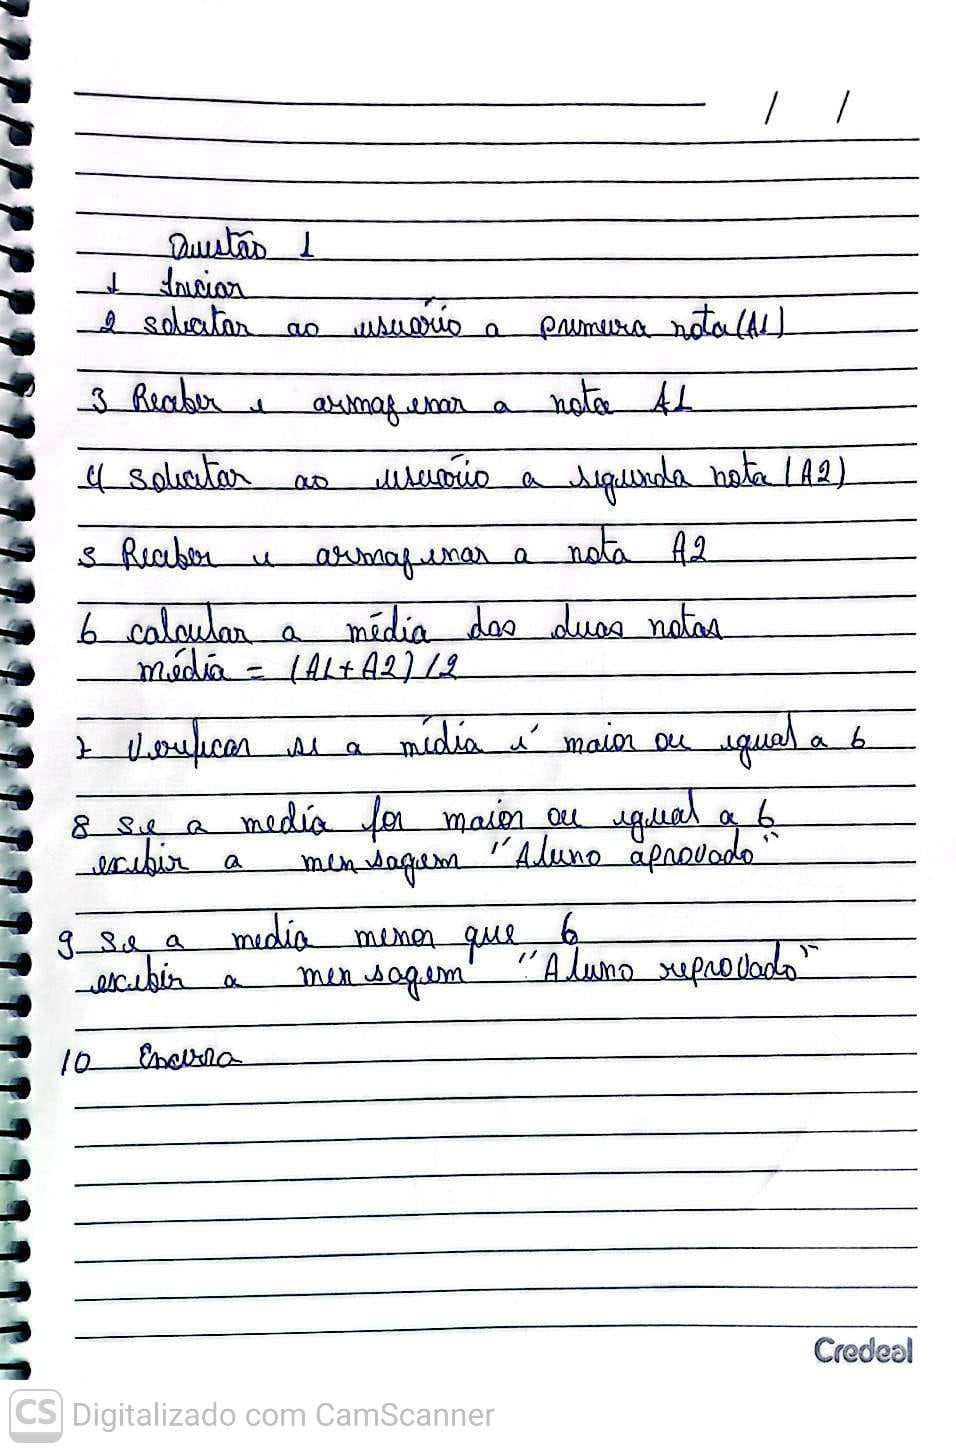 / /
Questão 1
1 Iniciar
2 solicitar ao usuário a primeira nota (A1)
3 Receber e armazenar a nota A1
4 solicitar ao usuário a segunda nota (A2)
5 Receber e armazenar a nota A2
6 calcular a média das duas notas
média = (A1+A2)/2
7 Verificar se a média é maior ou igual a 6
8 se a media for maior ou igual a 6
exibir a mensagem "Aluno aprovado"
9 se a media menor que 6
exibir a mensagem "Aluno reprovado"
10 Encerra
Credeal
CS Digitalizado com CamScanner